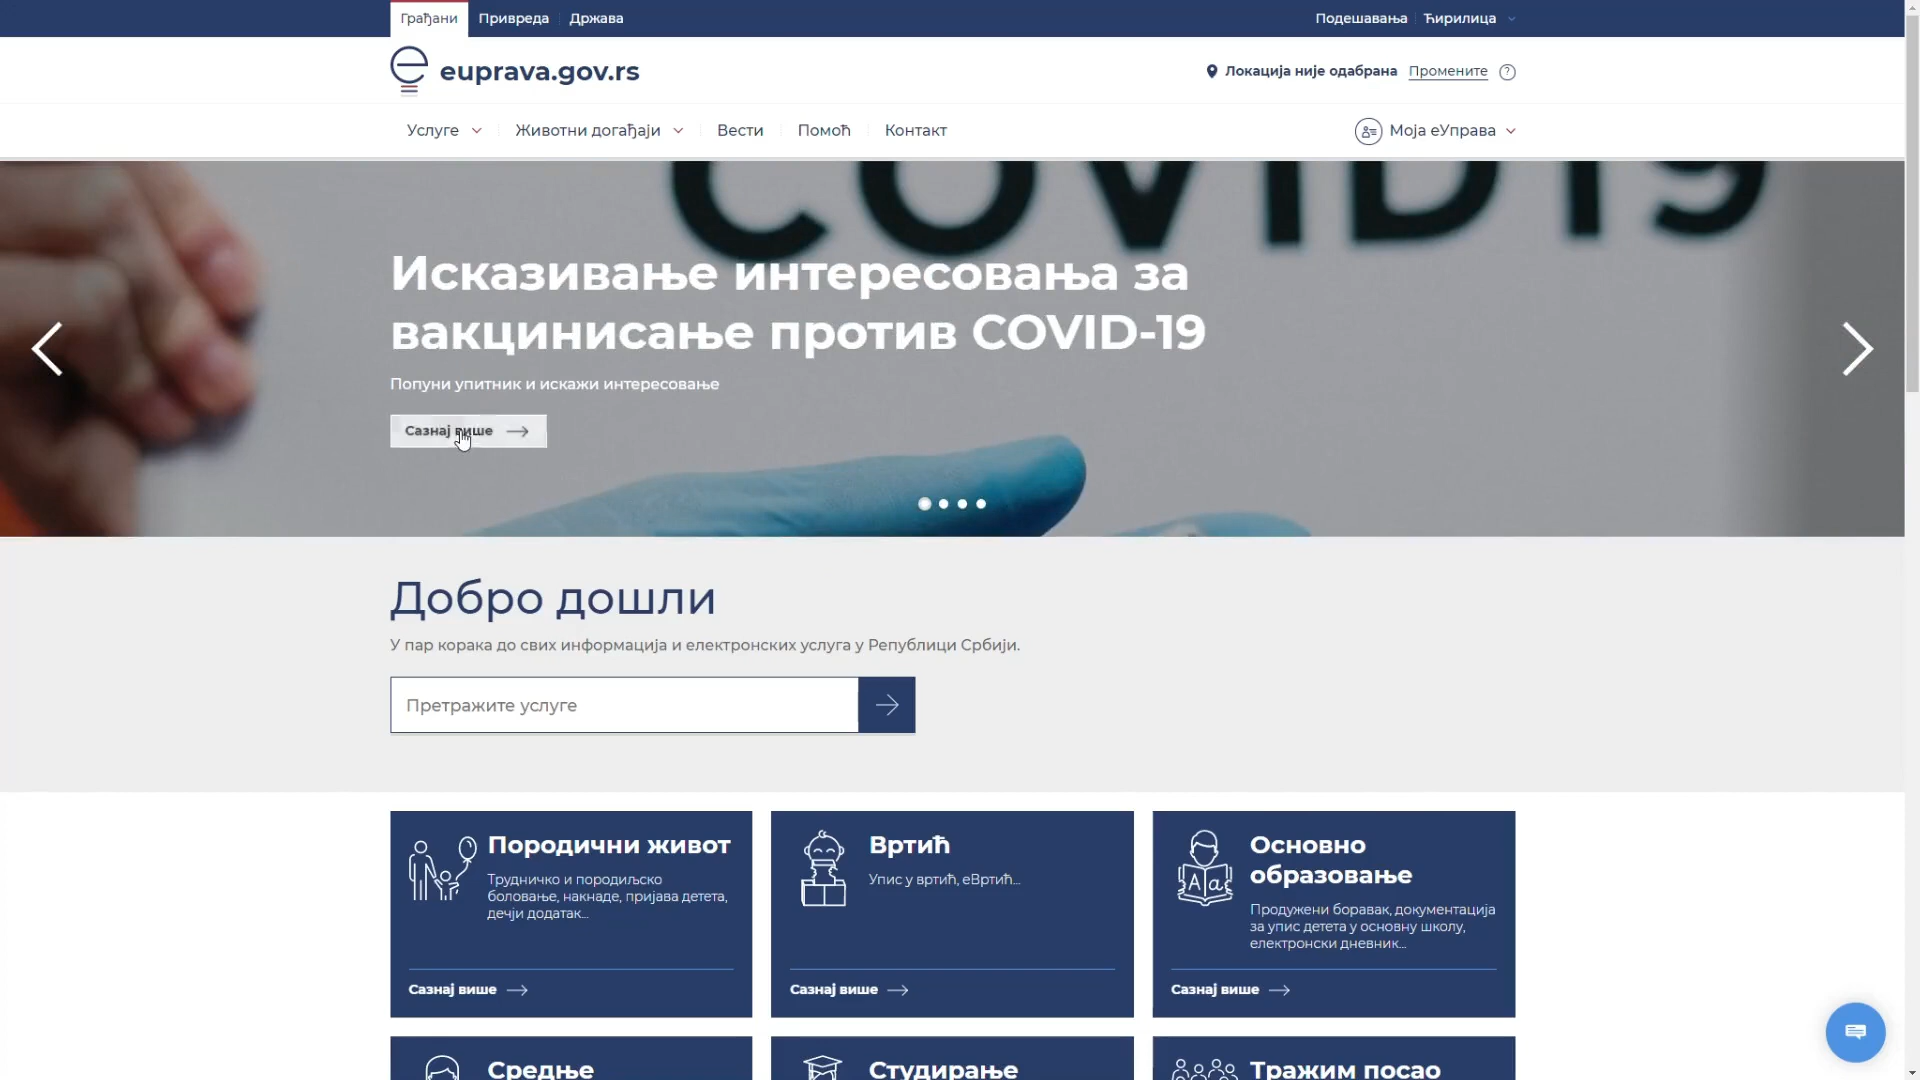 Грађани Привреда Држава Подешавања Ћирилица
euprava.gov.rs Локација није одабрана Промените ?
Услуге Животни догађаји Вести Помоћ Контакт Моја еУправа
COVID19
Исказивање интересовања за
вакцинисање против COVID-19
Попуни упитник и искажи интересовање
Сазнај више
Добро дошли
У пар корака до свих информација и електронских услуга у Републици Србији.
Претражите услуге
Породични живот
Трудничко и породиљско
боловање, накнаде, пријава детета,
дечји додатак...
Сазнај више
Вртић
Упис у вртић, еВртић...
Сазнај више
Основно
образовање
Продужени боравак, документација
за упис детета у основну школу,
електронски дневник...
Сазнај више
Средње
Студирање
Тражим посао